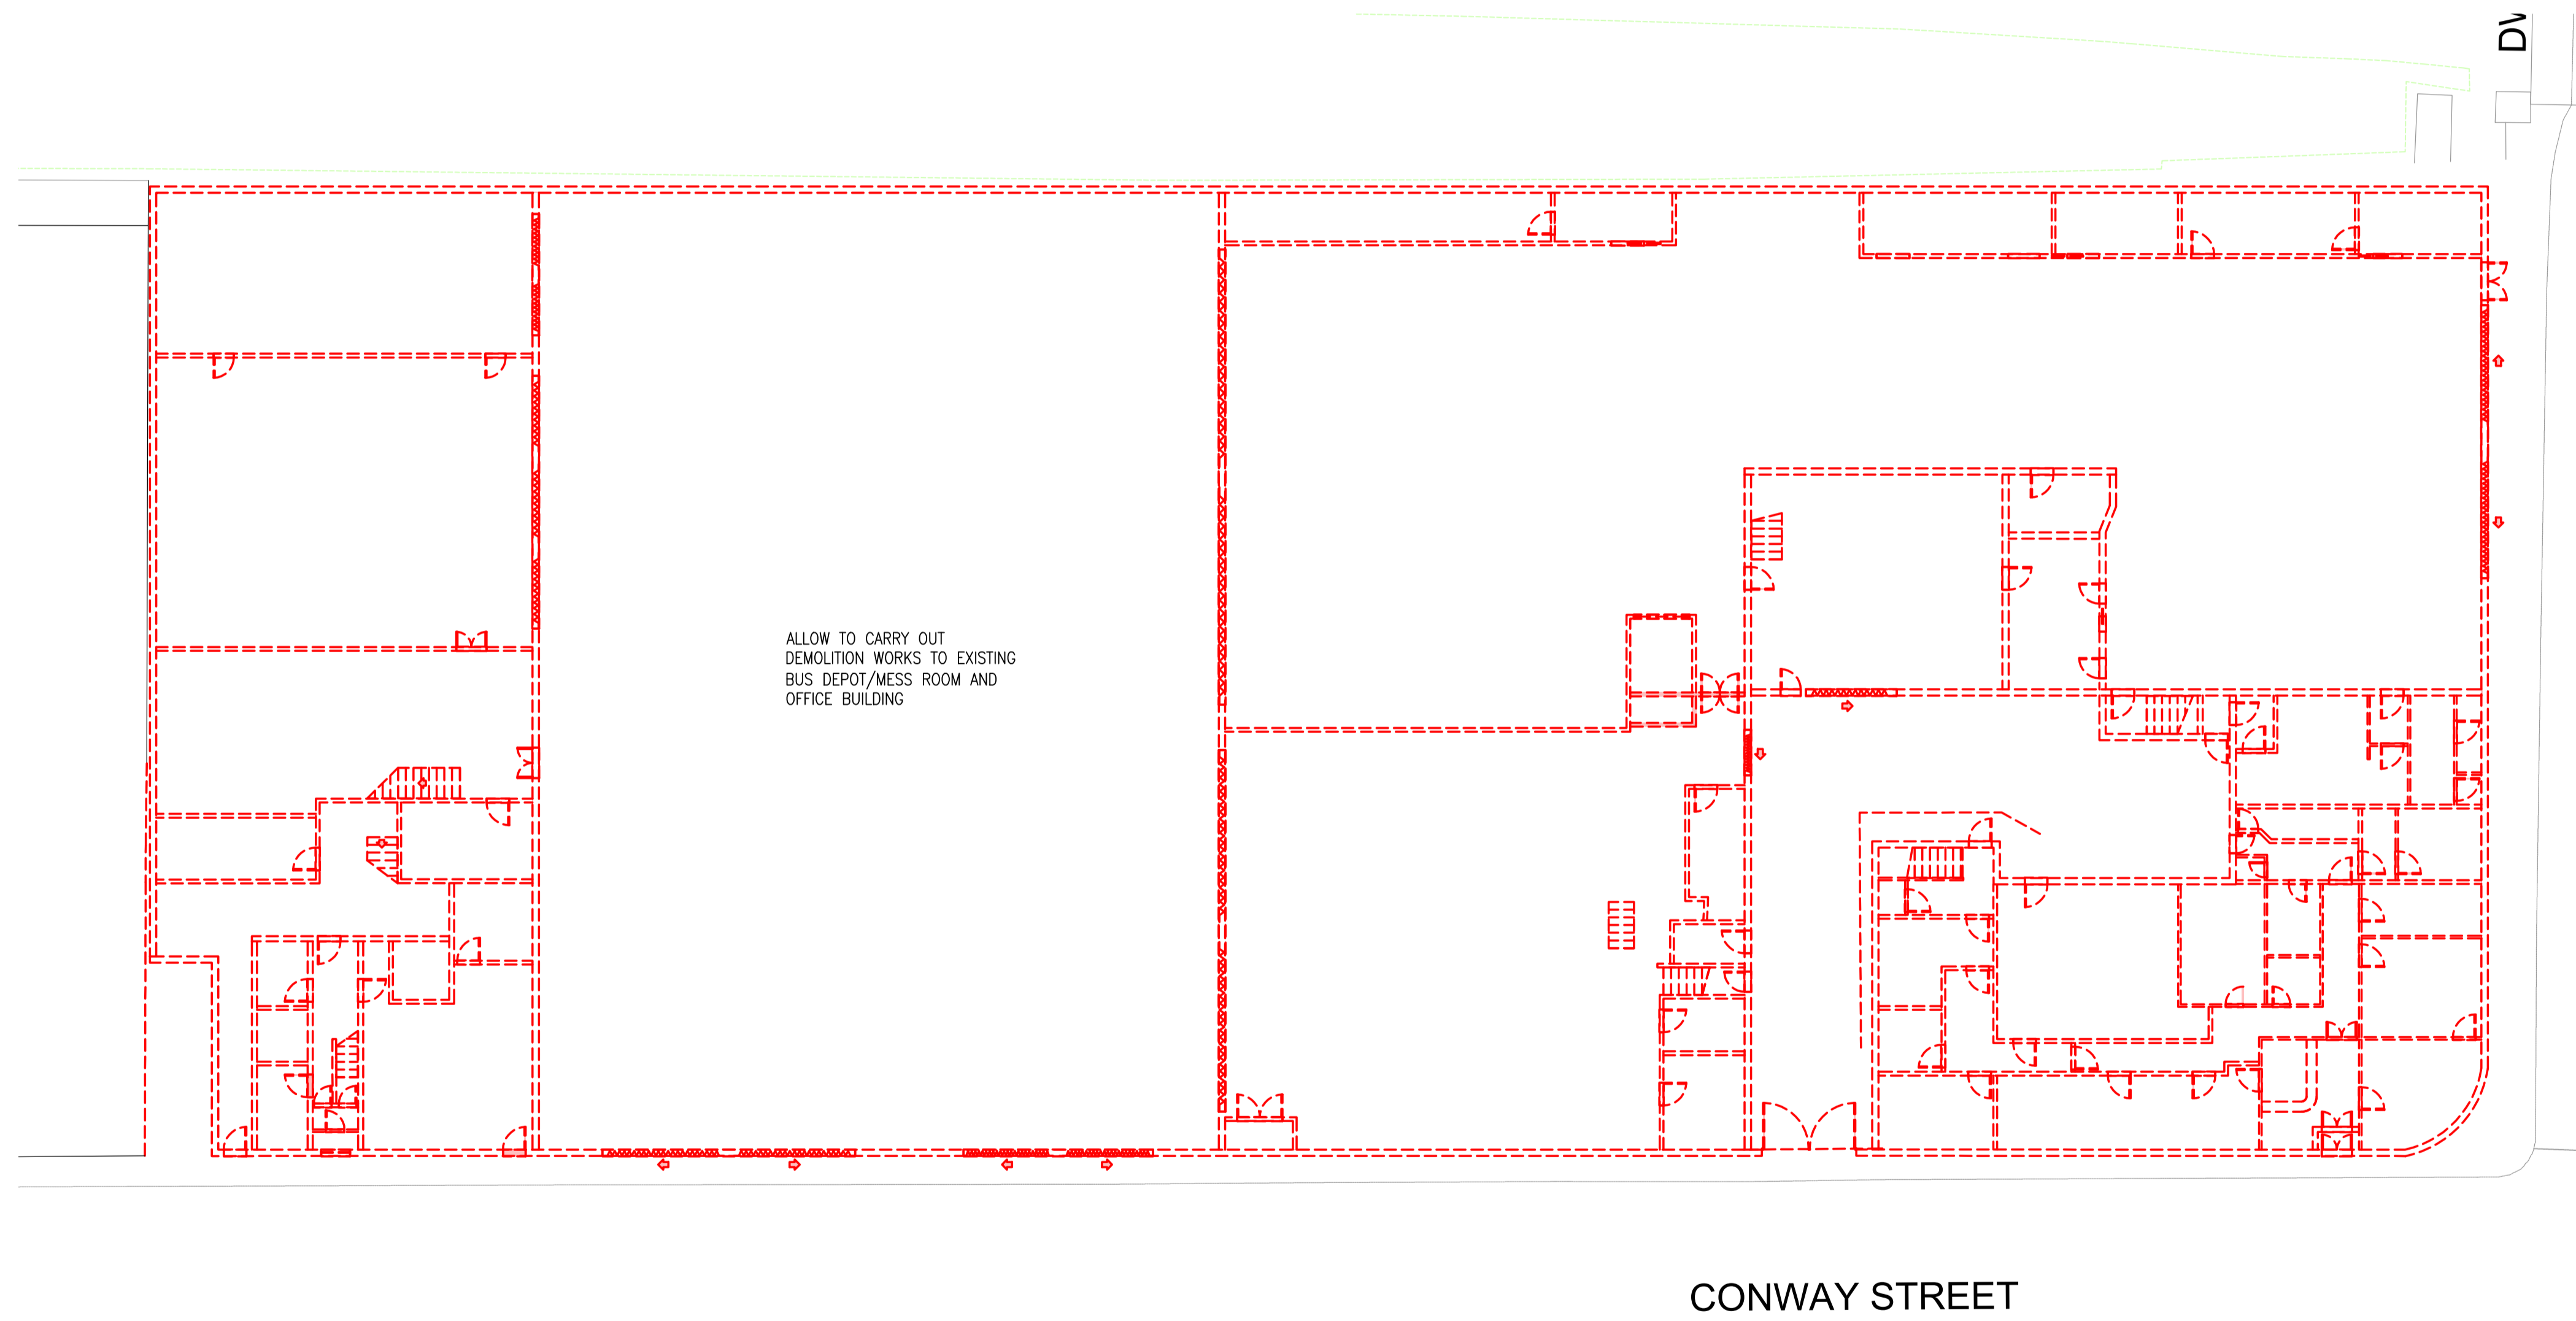 ALLOW TO CARRY OUT
DEMOLITION WORKS TO EXISTING
BUS DEPOT/MESS ROOM AND
OFFICE BUILDING
CONWAY STREET